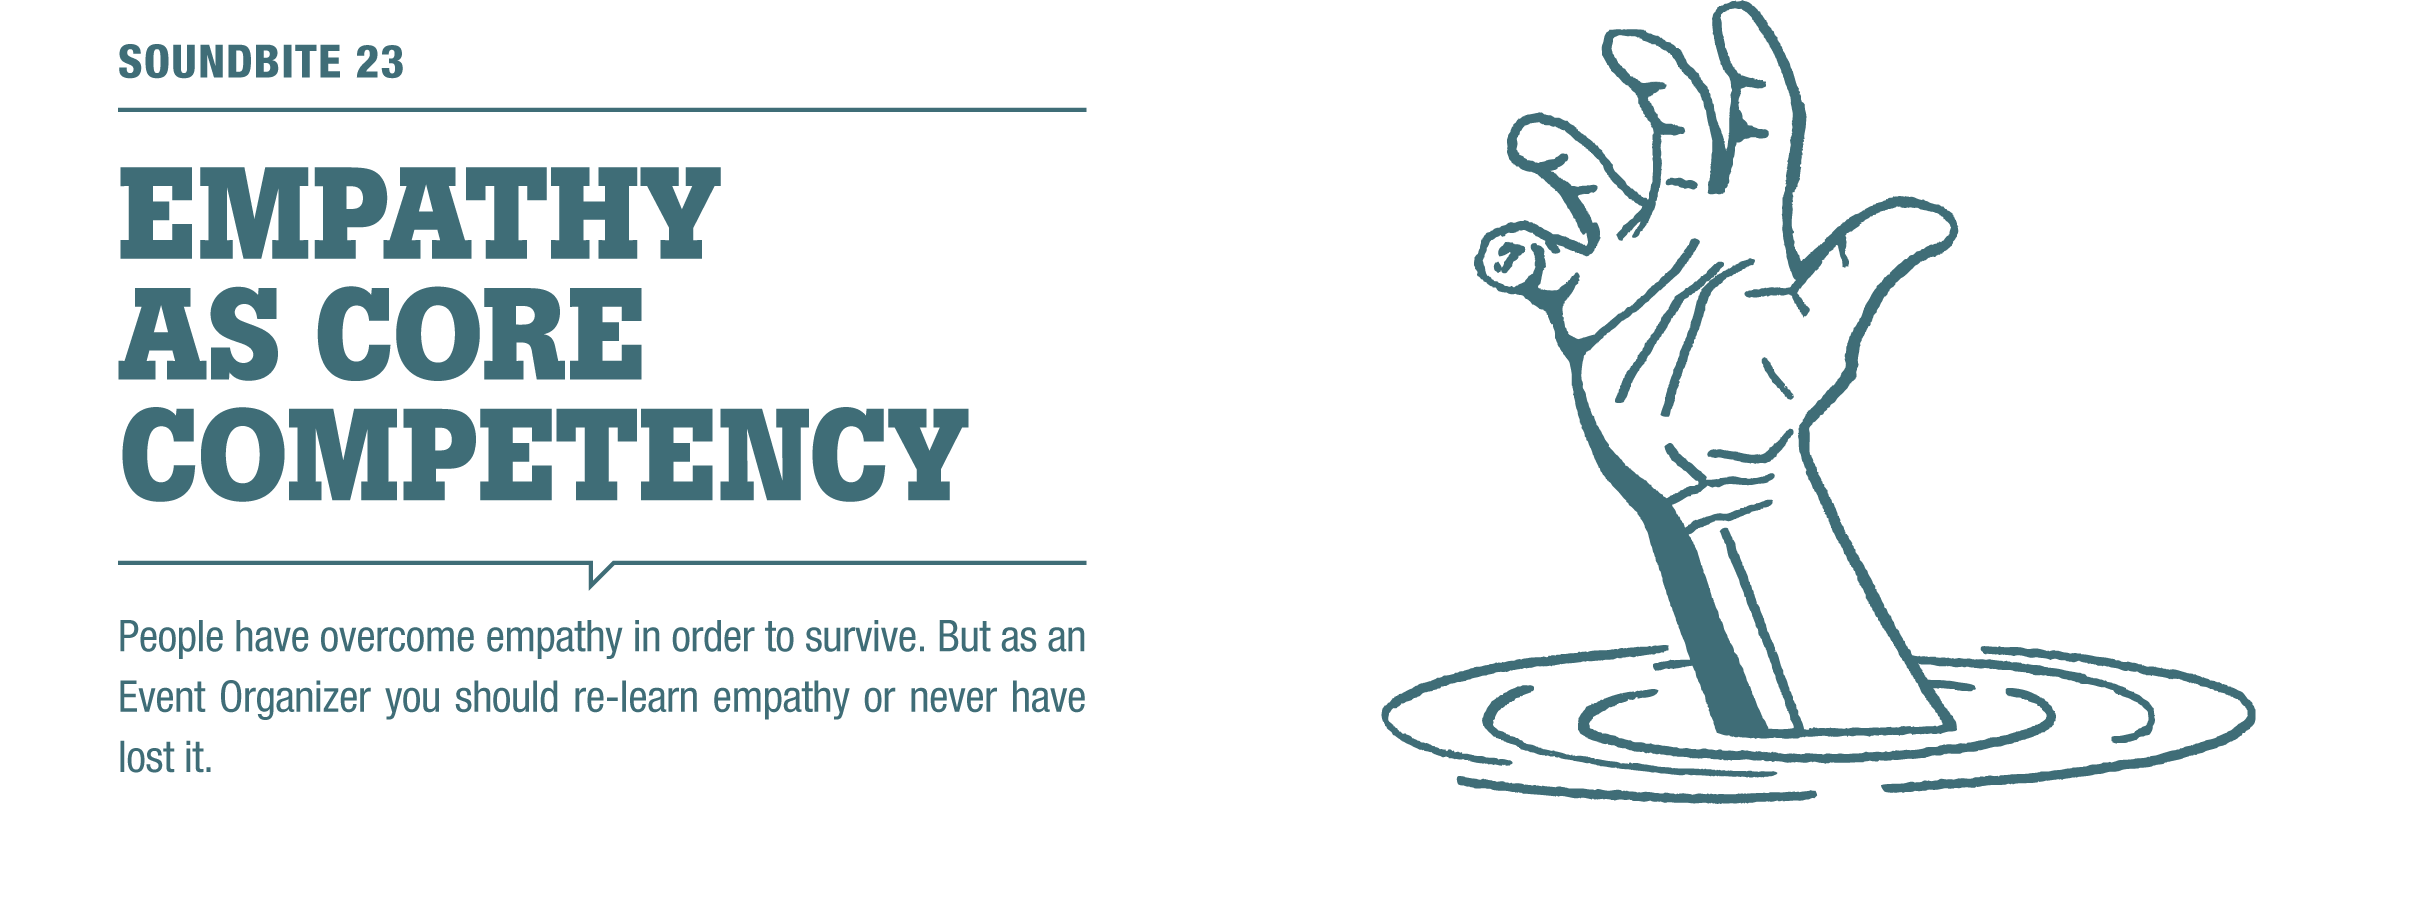 SOUNDBITE 23
EMPATHY
AS CORE
COMPETENCY
People have overcome empathy in order to survive. But as an
Event Organizer you should re-learn empathy or never have
lost it.